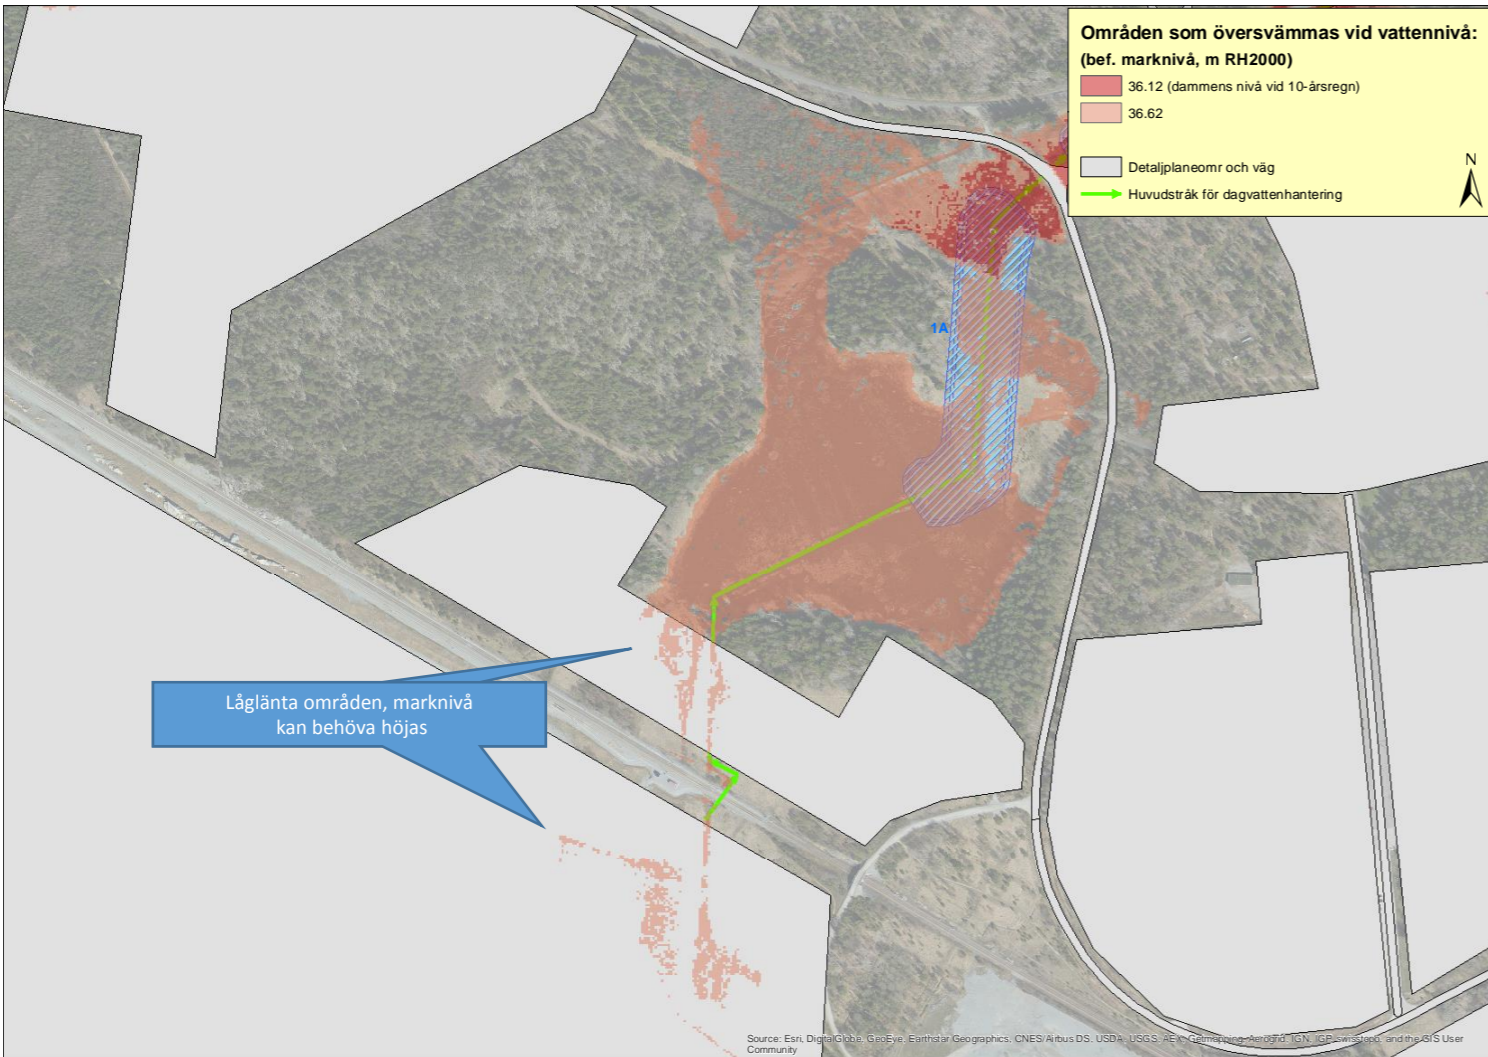 Områden som översvämmas vid vattennivå:
(bef. marknivå, m RH2000)
36.12 (dammens nivå vid 10-årsregn)
36.62
Detaljplaneomr och väg
Huvudstråk för dagvattenhantering
N
1A
Låglänta områden, marknivå
kan behöva höjas
Source: Esri, DigitalGlobe, GeoEye, Earthstar Geographics, CNES/Airbus DS, USDA, USGS, AEX, Getmapping, Aerogrid, IGN, IGP, swisstopo, and the GIS User
Community